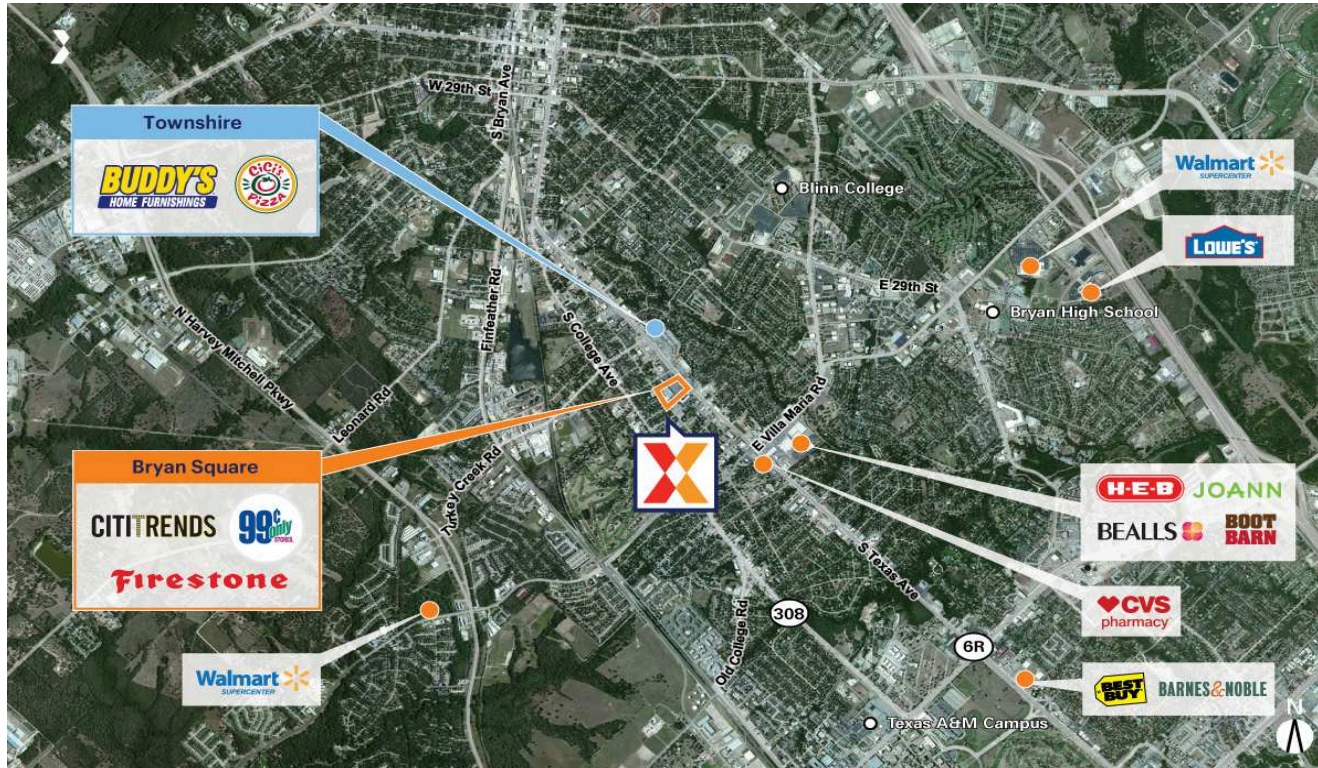 W 29th St
S Bryan Ave
Townshire
BUDDY'S
HOME FURNISHINGS
CiCi's
PIZZA
Blinn College
Walmart
SUPERCENTER
LOWE'S
E 29th St
Bryan High School
Finfeather Rd
S College Ave
N Harvey Mitchell Pkwy
Leonard Rd
E Villa Maria Rd
Turkey Creek Rd
Bryan Square
CITITRENDS
99¢ only
STORES
Firestone
H-E-B
JOANN
BEALLS
BOOT
BARN
S Texas Ave
CVS
pharmacy
308
Old College Rd
6R
Walmart
SUPERCENTER
BEST
BUY
BARNES&NOBLE
Texas A&M Campus
N